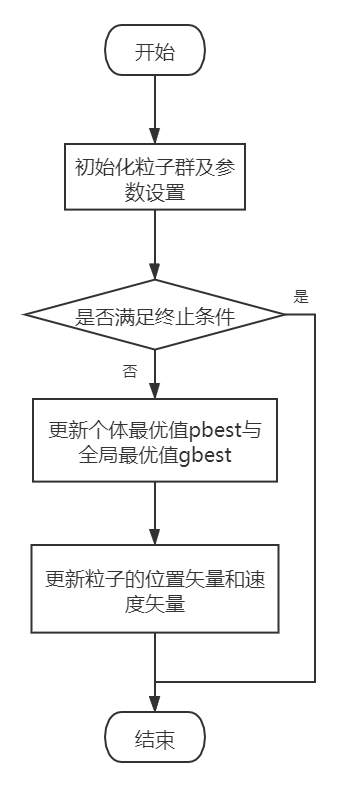 开始
初始化粒子群及参
数设置
是否满足终止条件
是
否
更新个体最优值pbest与
全局最优值gbest
更新粒子的位置矢量和速
度矢量
结束